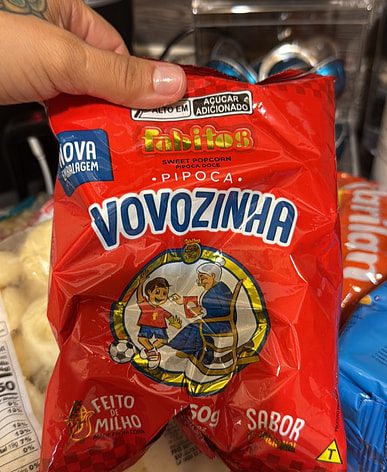 ALTO EM
AÇÚCAR
ADICIONADO
Fabitos
SWEET POPCORN
PIPOCA DOCE
• PIPOCA •
NOVA
EMBALAGEM
VOVOZINHA
FEITO
DE
MILHO
50g
SABOR
T